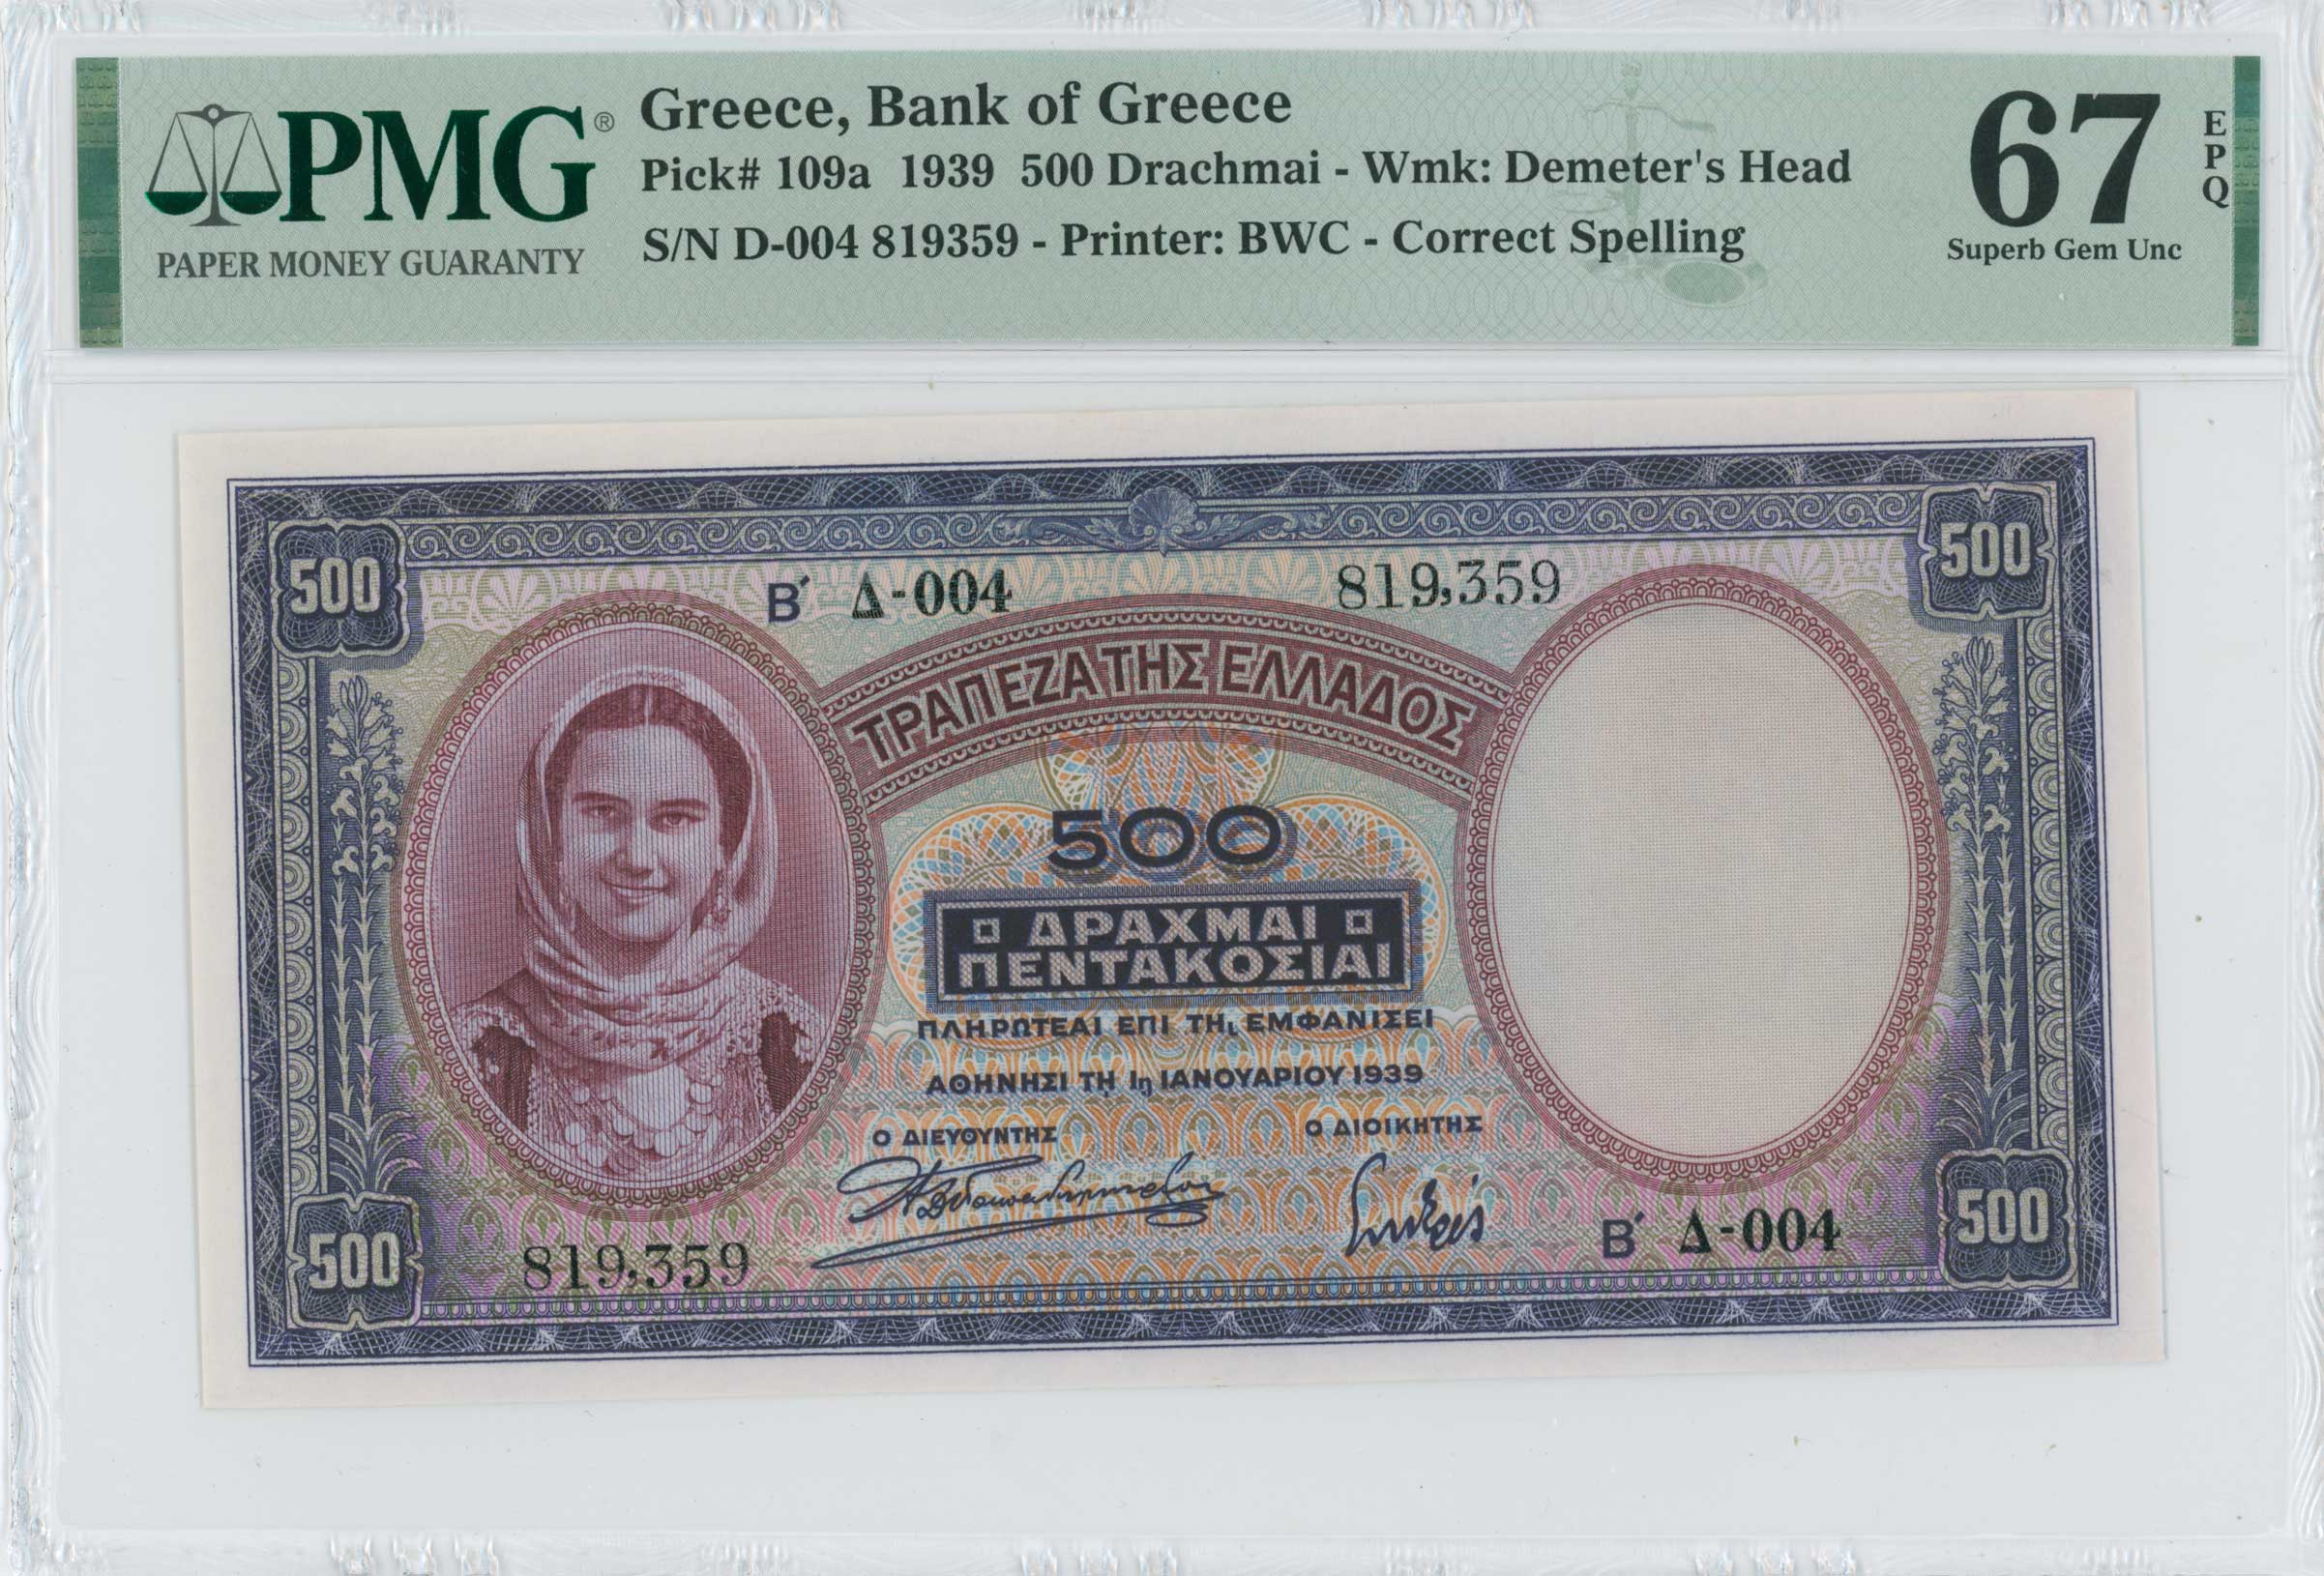 PMG®
PAPER MONEY GUARANTY
Greece, Bank of Greece
Pick# 109a 1939 500 Drachmai - Wmk: Demeter's Head
S/N D-004 819359 - Printer: BWC - Correct Spelling
67
EPQ
Superb Gem Unc
500
500
Β΄ Δ-004
819,359
ΤΡΑΠΕΖΑ ΤΗΣ ΕΛΛΑΔΟΣ
500
ΔΡΑΧΜΑΙ
ΠΕΝΤΑΚΟΣΙΑΙ
ΠΛΗΡΩΤΕΑΙ ΕΠΙ ΤΗι ΕΜΦΑΝΙΣΕΙ
ΑΘΗΝΗΣΙ ΤΗ 1η ΙΑΝΟΥΑΡΙΟΥ 1939
Ο ΔΙΕΥΘΥΝΤΗΣ
Ο ΔΙΟΙΚΗΤΗΣ
500
819,359
Β΄ Δ-004
500